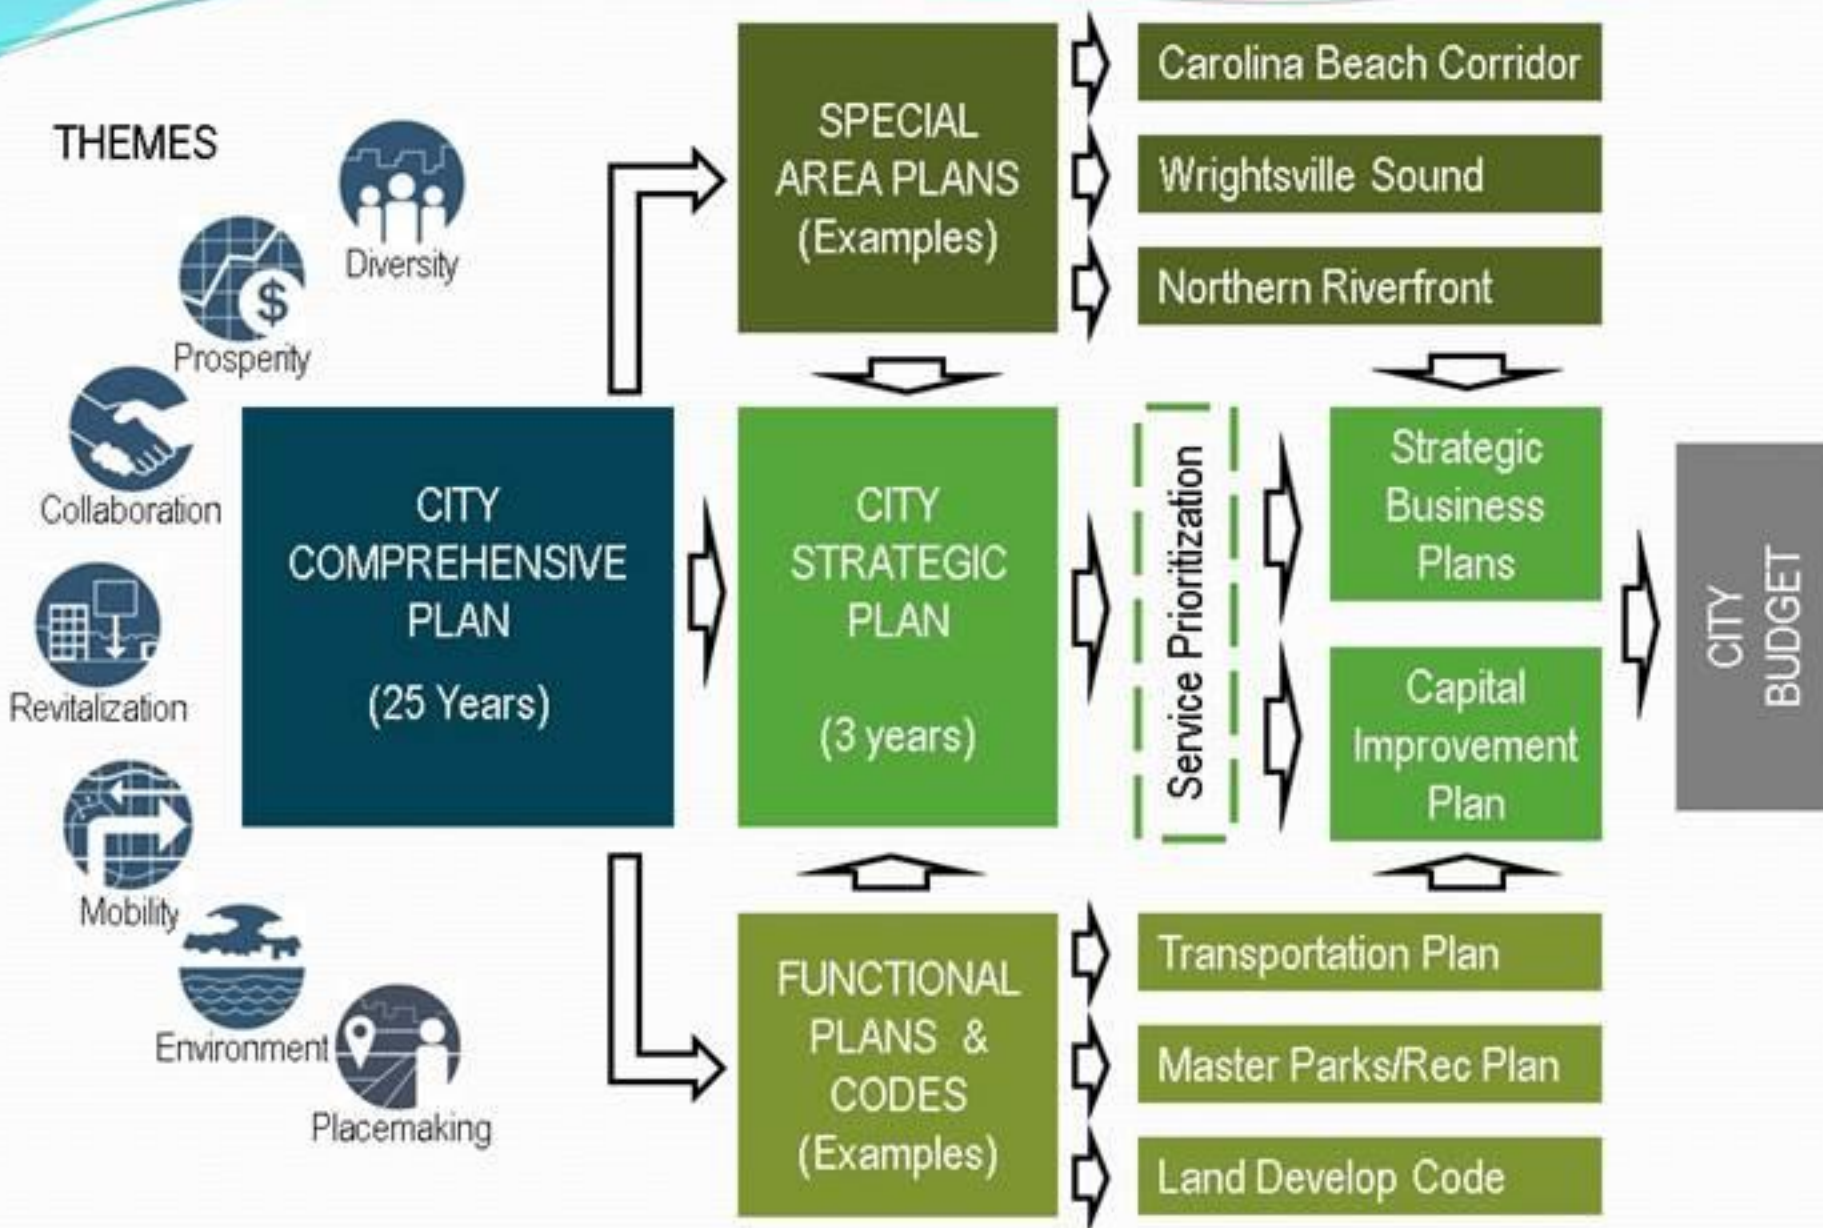 THEMES
Diversity
$
Prosperity
Collaboration
Revitalization
Mobility
Environment
Placemaking
CITY
COMPREHENSIVE
PLAN
(25 Years)
SPECIAL
AREA PLANS
(Examples)
Carolina Beach Corridor
Wrightsville Sound
Northern Riverfront
CITY
STRATEGIC
PLAN
(3 years)
Service Prioritization
Strategic
Business
Plans
Capital
Improvement
Plan
CITY
BUDGET
FUNCTIONAL
PLANS &
CODES
(Examples)
Transportation Plan
Master Parks/Rec Plan
Land Develop Code